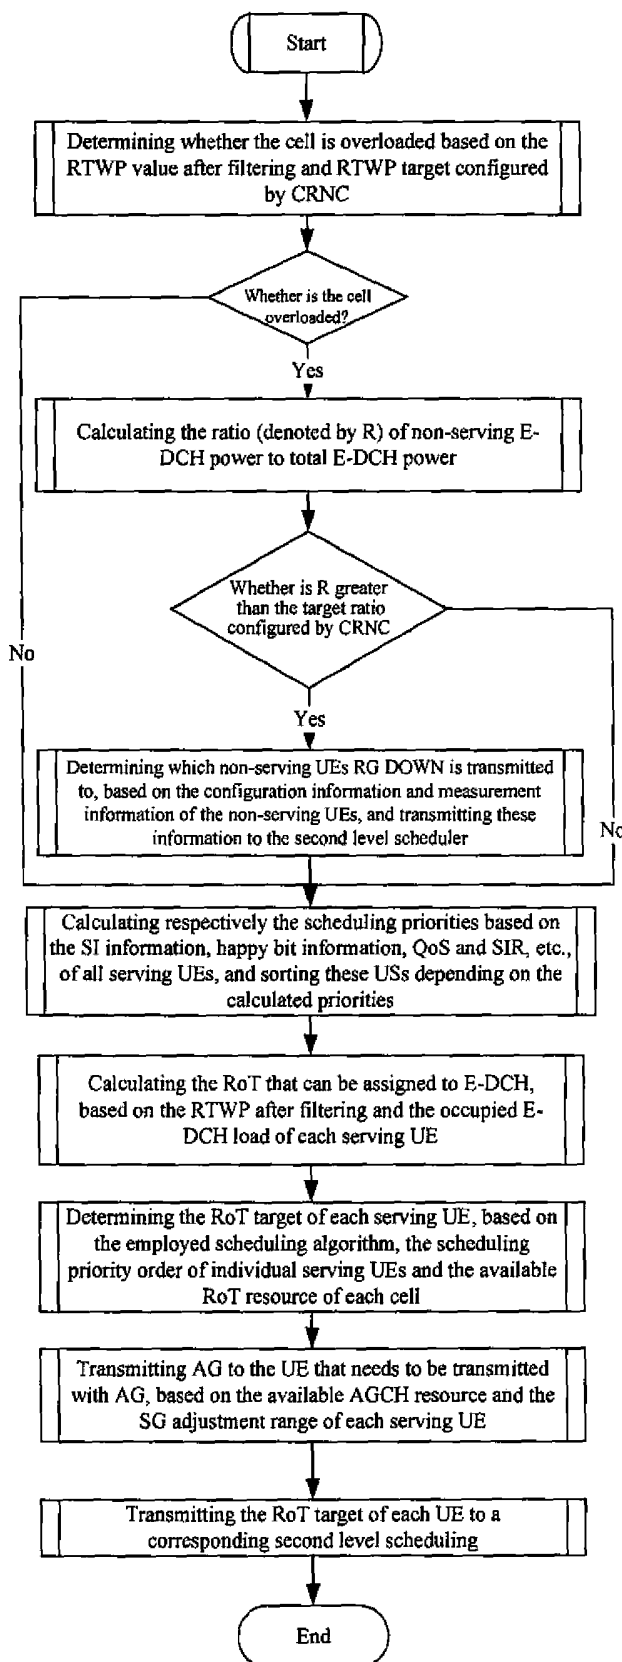 Start
Determining whether the cell is overloaded based on the
RTWP value after filtering and RTWP target configured
by CRNC
Whether is the cell
overloaded?
Yes
Calculating the ratio (denoted by R) of non-serving E-
DCH power to total E-DCH power
Whether is R greater
than the target ratio
configured by CRNC
No
Yes
Determining which non-serving UEs RG DOWN is transmitted
to, based on the configuration information and measurement
information of the non-serving UEs, and transmitting these
information to the second level scheduler
No
Calculating respectively the scheduling priorities based on
the SI information, happy bit information, QoS and SIR, etc.,
of all serving UEs, and sorting these USs depending on the
calculated priorities
Calculating the RoT that can be assigned to E-DCH,
based on the RTWP after filtering and the occupied E-
DCH load of each serving UE
Determining the RoT target of each serving UE, based on
the employed scheduling algorithm, the scheduling
priority order of individual serving UEs and the available
RoT resource of each cell
Transmitting AG to the UE that needs to be transmitted
with AG, based on the available AGCH resource and the
SG adjustment range of each serving UE
Transmitting the RoT target of each UE to a
corresponding second level scheduling
End